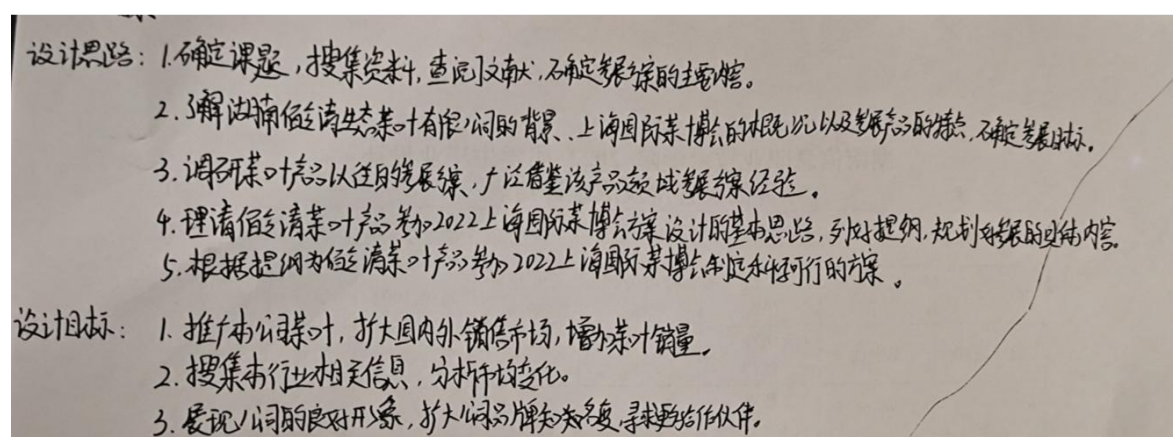 设计思路：1.确定课题，搜集资料，查阅文献，确定参展方案的主要内容。
2.了解湖南佰诠清生态茶叶有限公司的背景、上海国际茶博会的概况以及参展产品的特点，确定参展目标。
3.调研茶叶产品以往的参展方案，广泛借鉴该产品领域参展方案经验。
4.理清佰诠清茶叶产品参加2022上海国际茶博会方案设计的基本思路，列好提纲，规划好参展的具体内容。
5.根据提纲为佰诠清茶叶产品参加2022上海国际茶博会制定科学可行的方案。
设计目标：1.推广本公司茶叶，扩大国内外销售市场，增加茶叶销量。
2.搜集本行业相关信息，分析市场变化。
3.展现公司的良好形象，扩大公司品牌知名度，寻求更多合作伙伴。